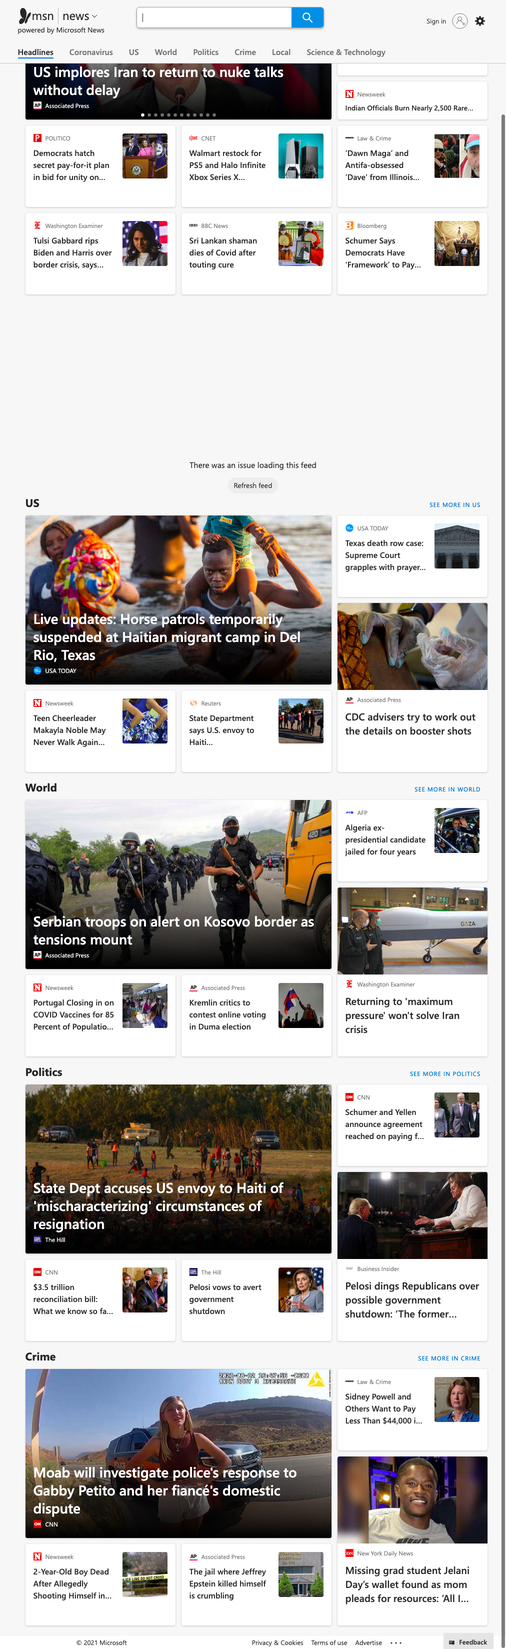 msn | news
powered by Microsoft News
Sign in
Headlines
Coronavirus
US
World
Politics
Crime
Local
Science & Technology
US implores Iran to return to nuke talks
without delay
Associated Press
Newsweek
Indian Officials Burn Nearly 2,500 Rare...
POLITICO
Democrats hatch
secret pay-for-it plan
in bid for unity on...
CNET
Walmart restock for
PS5 and Halo Infinite
Xbox Series X...
Law & Crime
'Dawn Maga' and
Antifa-obsessed
'Dave' from Illinois...
Washington Examiner
Tulsi Gabbard rips
Biden and Harris over
border crisis, says...
BBC News
Sri Lankan shaman
dies of Covid after
touting cure
Bloomberg
Schumer Says
Democrats Have
'Framework' to Pay...
There was an issue loading this feed
Refresh feed
US
SEE MORE IN US
Live updates: Horse patrols temporarily
suspended at Haitian migrant camp in Del
Rio, Texas
USA TODAY
USA TODAY
Texas death row case:
Supreme Court
grapples with prayer...
Newsweek
Teen Cheerleader
Makayla Noble May
Never Walk Again...
Reuters
State Department
says U.S. envoy to
Haiti...
Associated Press
CDC advisers try to work out
the details on booster shots
World
SEE MORE IN WORLD
Serbian troops on alert on Kosovo border as
tensions mount
Associated Press
AFP
Algeria ex-
presidential candidate
jailed for four years
GAZA
Newsweek
Portugal Closing in on
COVID Vaccines for 85
Percent of Populatio...
Associated Press
Kremlin critics to
contest online voting
in Duma election
Washington Examiner
Returning to 'maximum
pressure' won't solve Iran
crisis
Politics
SEE MORE IN POLITICS
State Dept accuses US envoy to Haiti of
'mischaracterizing' circumstances of
resignation
The Hill
CNN
Schumer and Yellen
announce agreement
reached on paying f...
CNN
$3.5 trillion
reconciliation bill:
What we know so fa...
The Hill
Pelosi vows to avert
government
shutdown
Business Insider
Pelosi dings Republicans over
possible government
shutdown: 'The former...
Crime
SEE MORE IN CRIME
Moab will investigate police's response to
Gabby Petito and her fiancé's domestic
dispute
CNN
Law & Crime
Sidney Powell and
Others Want to Pay
Less Than $44,000 i...
Newsweek
2-Year-Old Boy Dead
After Allegedly
Shooting Himself in...
Associated Press
The jail where Jeffrey
Epstein killed himself
is crumbling
New York Daily News
Missing grad student Jelani
Day's wallet found as mom
pleads for resources: 'All I...
© 2021 Microsoft
Privacy & Cookies
Terms of use
Advertise
...
Feedback